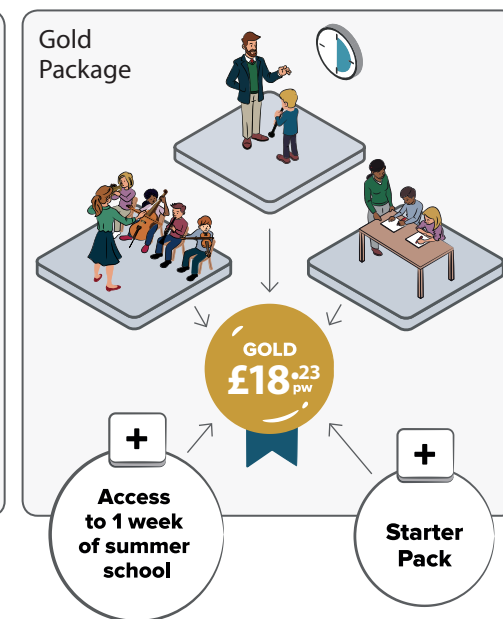 Gold
Package
GOLD
£18.23
pw
+
Access
to 1 week
of summer
school
+
Starter
Pack